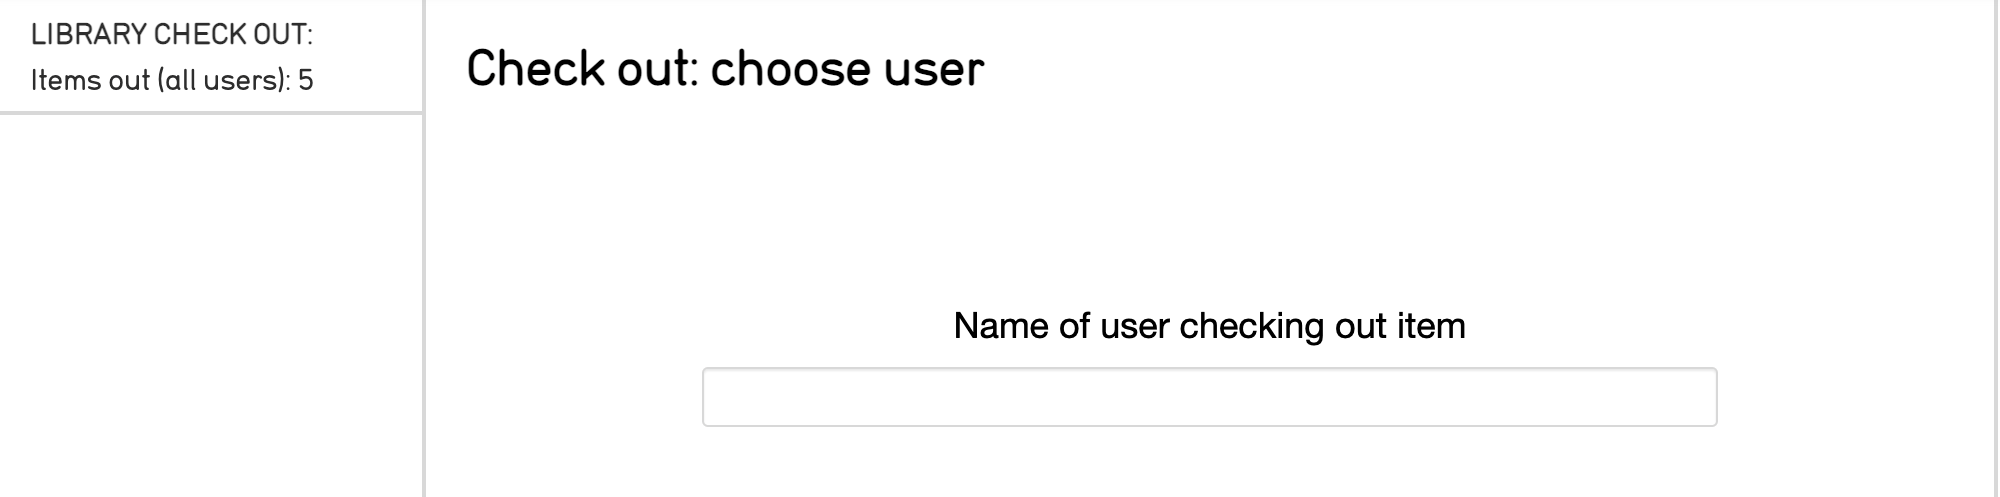 LIBRARY CHECK OUT:
Items out (all users): 5
Check out: choose user
Name of user checking out item